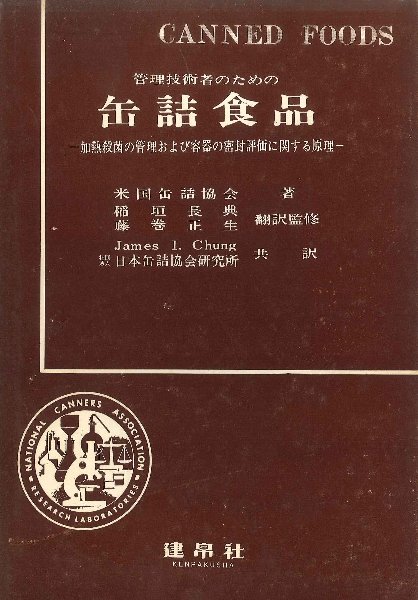 CANNED FOODS
管理技術者のための
缶詰食品
−加熱殺菌の管理および容器の密封評価に関する原理−
米国缶詰協会 著
稲垣長典
藤巻正生 翻訳監修
James I. Chung
日本缶詰協会研究所 共訳
NATIONAL CANNERS ASSOCIATION
RESEARCH LABORATORIES
建帛社
KENPAKUSHA